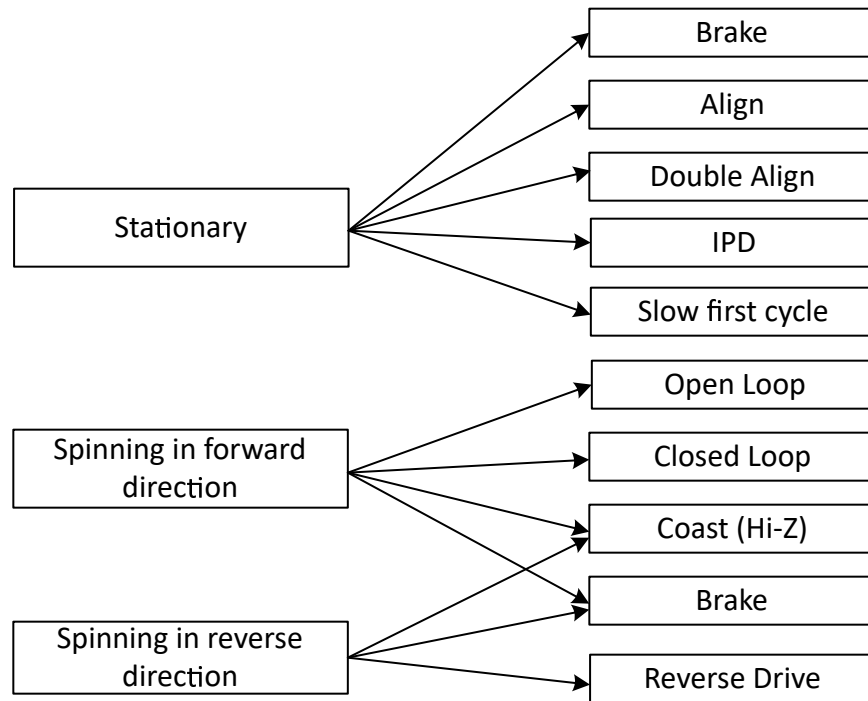 Brake
Align
Double Align
Stationary
IPD
Slow first cycle
Open Loop
Spinning in forward
direction
Closed Loop
Coast (Hi-Z)
Brake
Spinning in reverse
direction
Reverse Drive